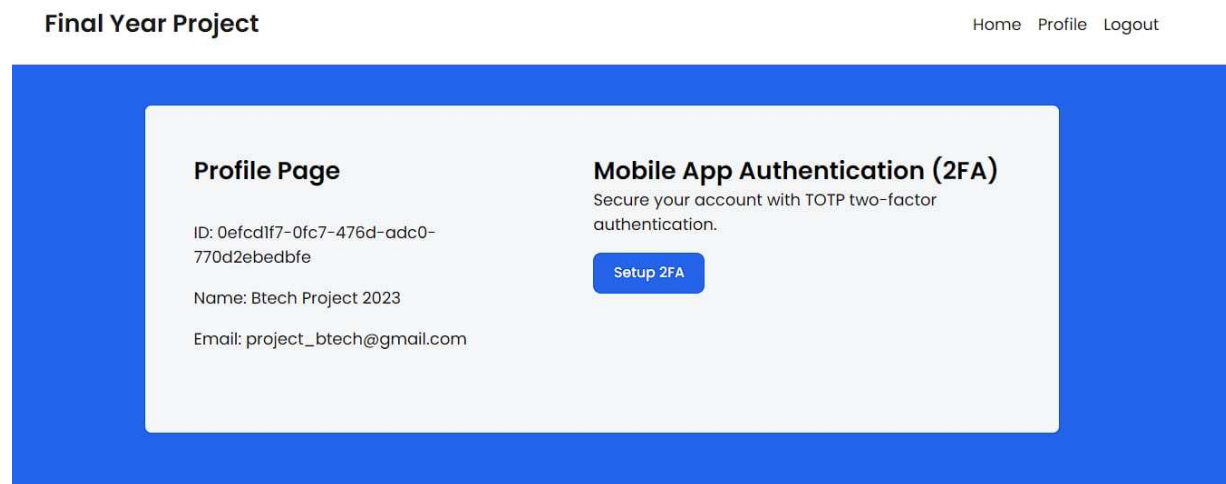 Final Year Project
Home Profile Logout
Profile Page
ID: 0efcd1f7-0fc7-476d-adc0-
770d2ebedbfe
Name: Btech Project 2023
Email: project_btech@gmail.com
Mobile App Authentication (2FA)
Secure your account with TOTP two-factor
authentication.
Setup 2FA